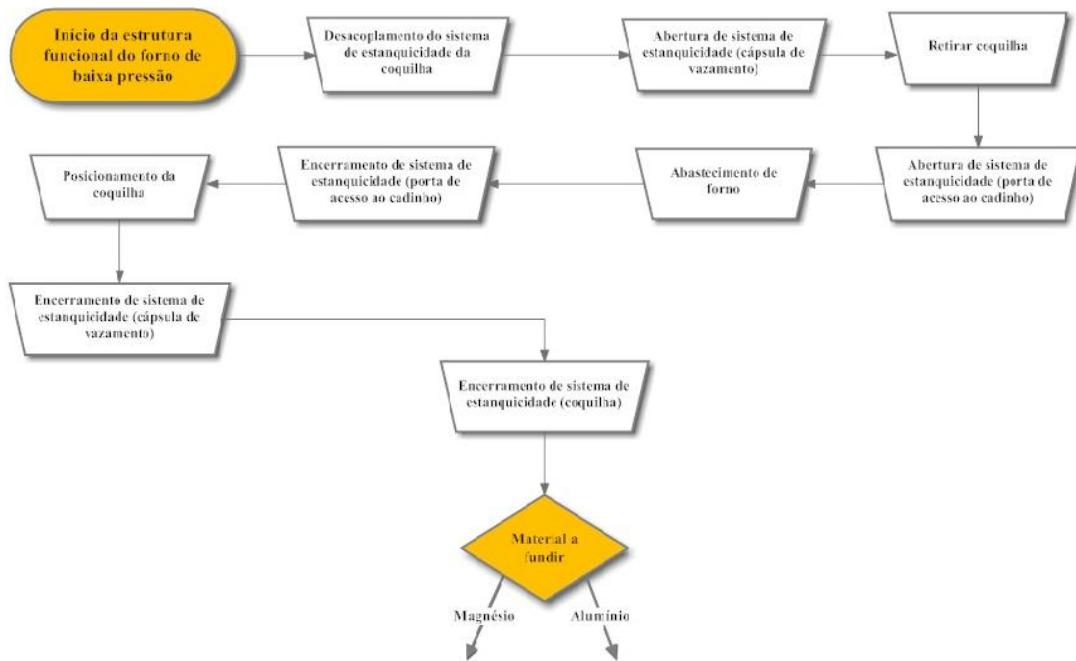 Início da estrutura
funcional do forno de
baixa pressão
Desacoplamento do sistema
de estanquicidade da
coquilha
Abertura de sistema de
estanquicidade (cápsula de
vazamento)
Retirar coquilha
Abertura de sistema de
estanquicidade (porta de
acesso ao cadinho)
Abastecimento de
forno
Encerramento de sistema de
estanquicidade (porta de
acesso ao cadinho)
Posicionamento da
coquilha
Encerramento de sistema de
estanquicidade (cápsula de
vazamento)
Encerramento de sistema de
estanquicidade (coquilha)
Material a
fundir
Magnésio
Alumínio